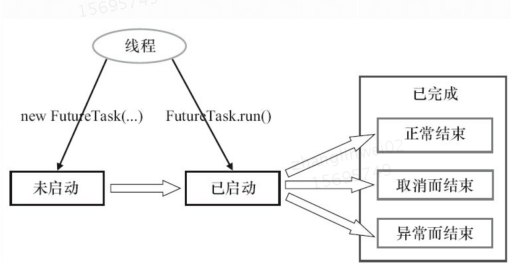 线程
new FutureTask(...)
FutureTask.run()
已完成
正常结束
未启动
已启动
取消而结束
异常而结束